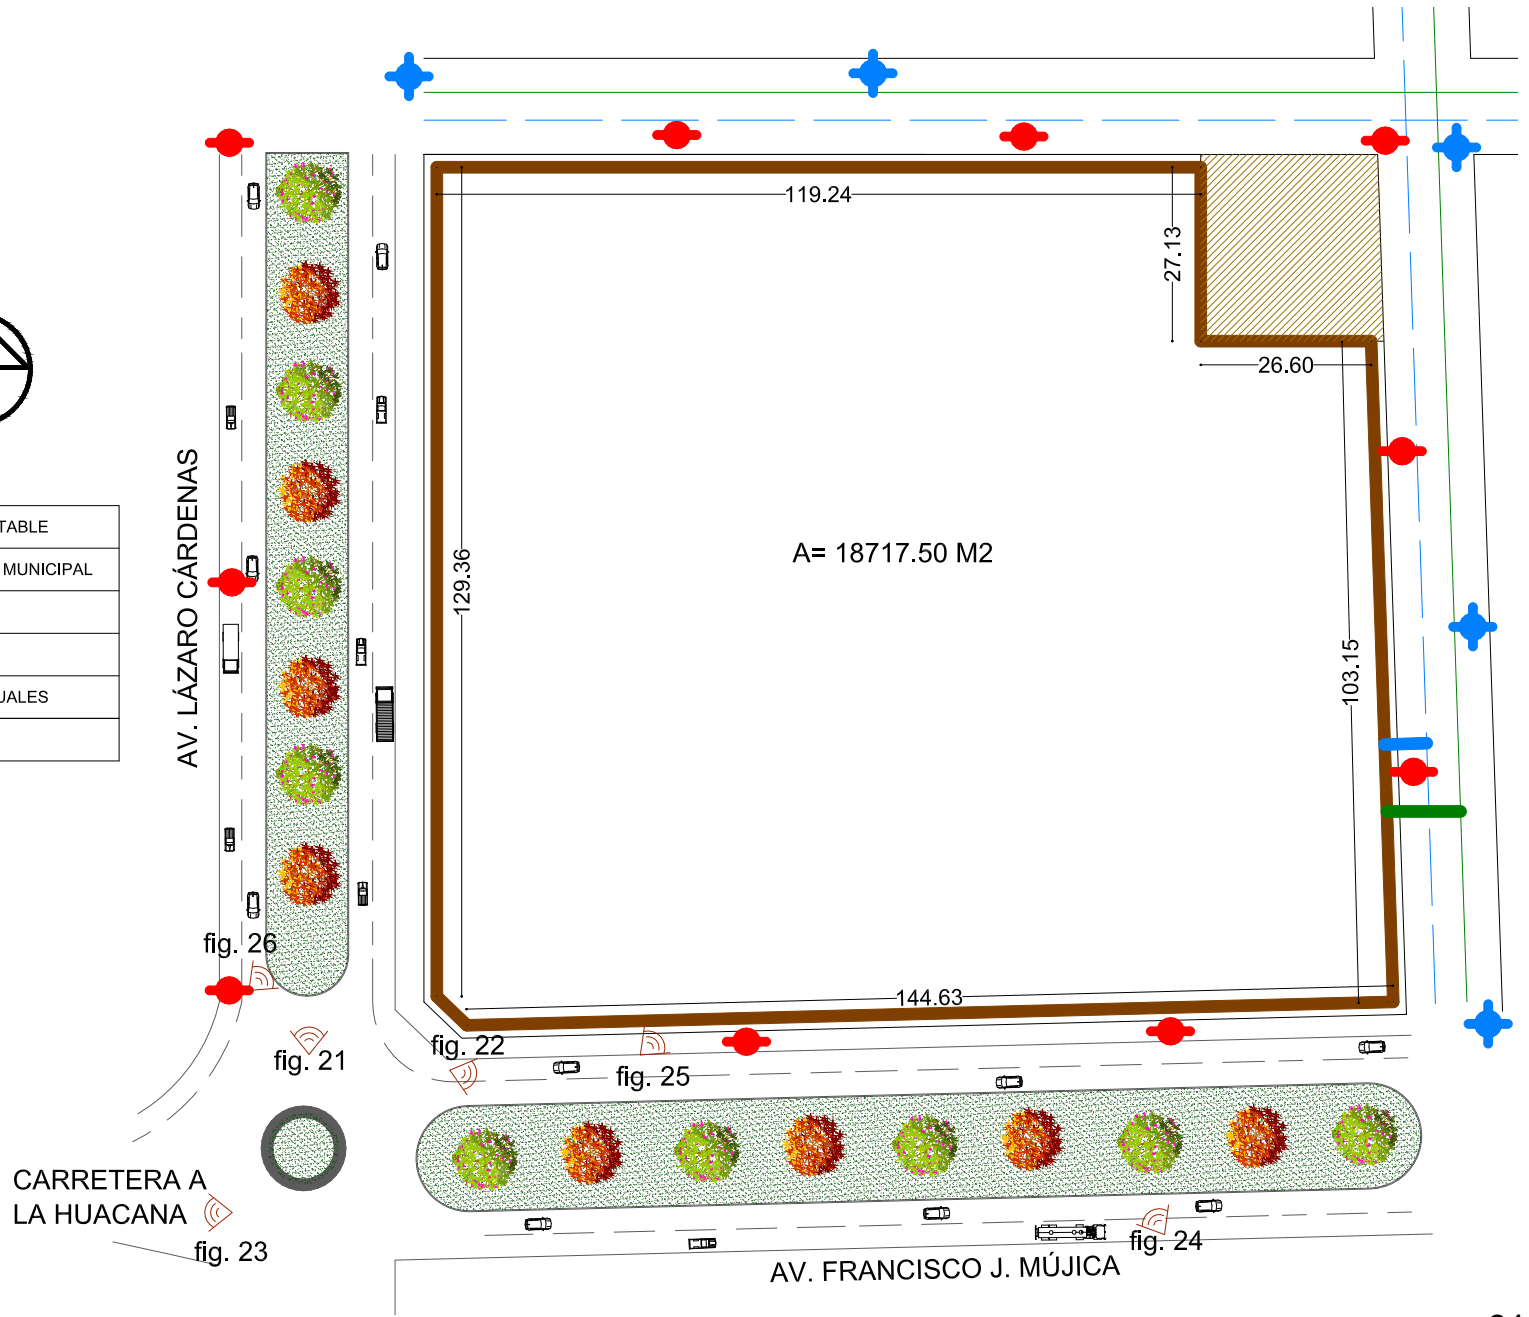 119.24
27.13
26.60
TABLE
MUNICIPAL
UALES
AV. LÁZARO CÁRDENAS
129.36
A= 18717.50 M2
103.15
144.63
fig. 26
fig. 21
fig. 22
fig. 25
CARRETERA A
LA HUACANA
fig. 23
fig. 24
AV. FRANCISCO J. MÚJICA